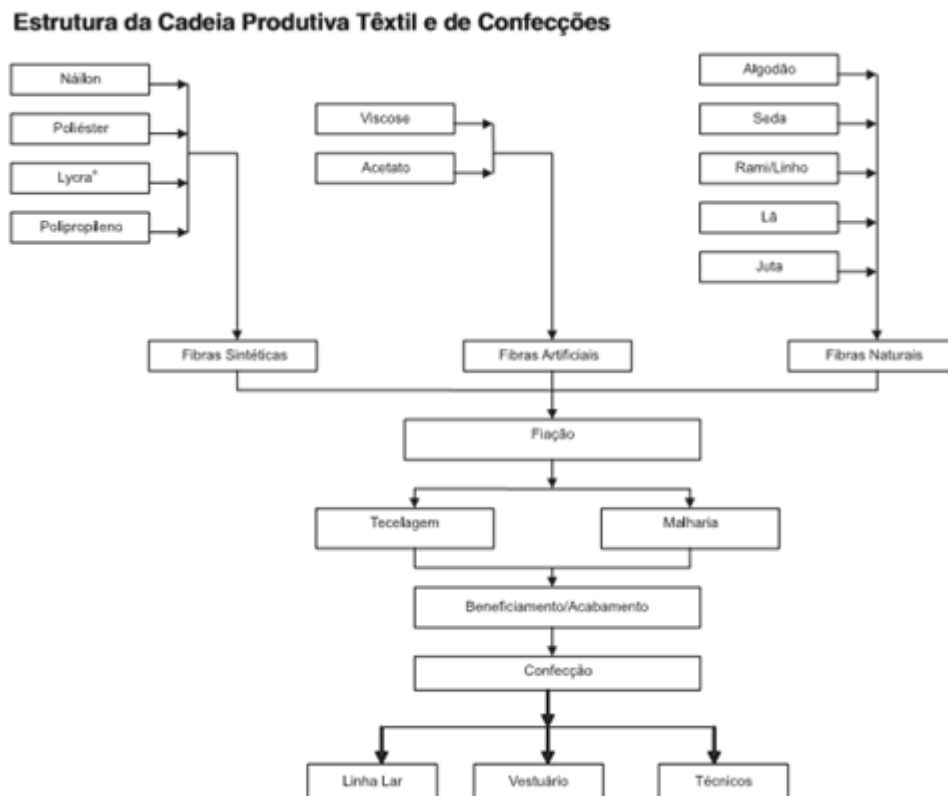 Estrutura da Cadeia Produtiva Têxtil e de Confecções
Náilon
Poliéster
Lycra®
Polipropileno
Viscose
Acetato
Algodão
Seda
Rami/Linho
Lã
Juta
Fibras Sintéticas
Fibras Artificiais
Fibras Naturais
Fiação
Tecelagem
Malharia
Beneficiamento/Acabamento
Confecção
Linha Lar
Vestuário
Técnicos